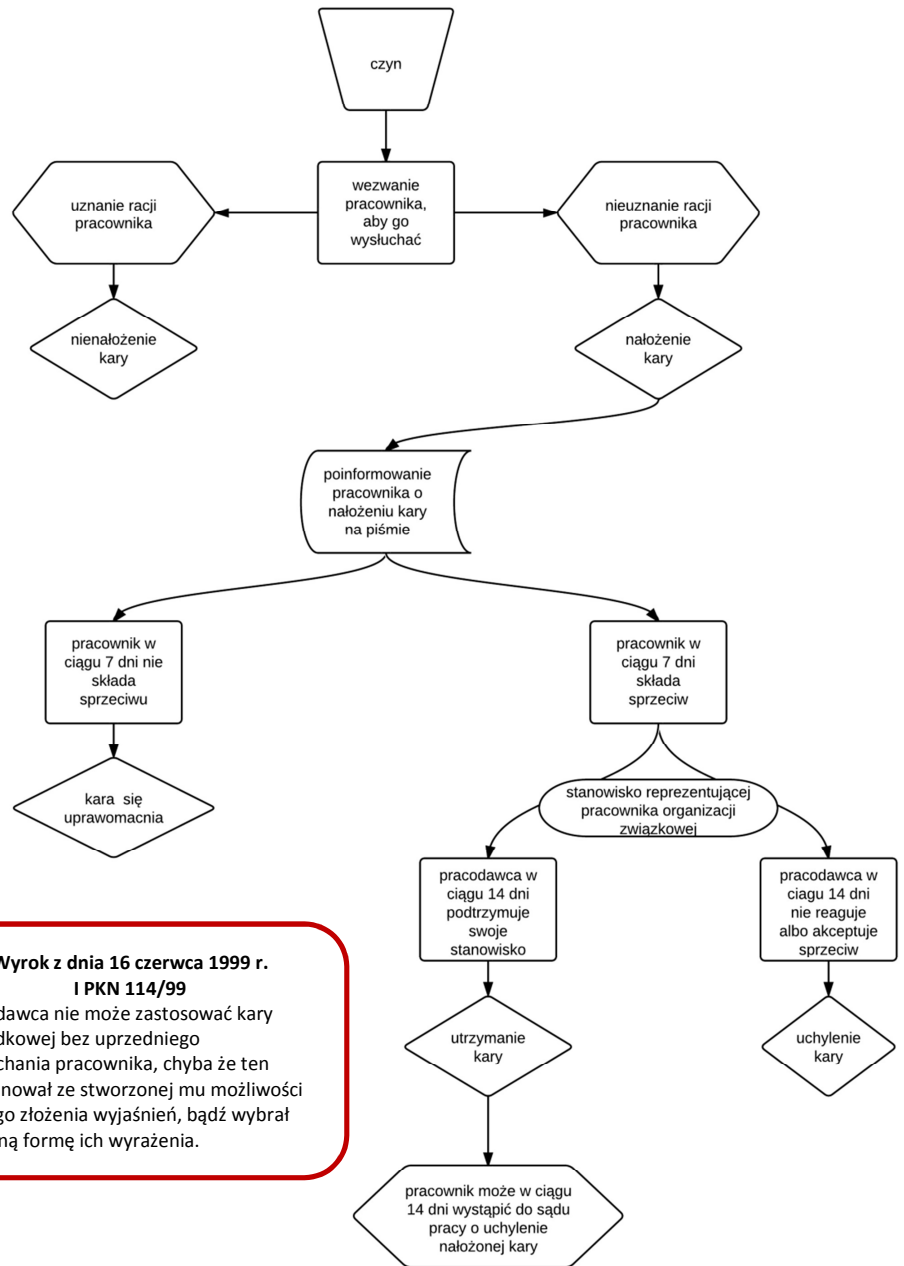 czyn
wezwanie
pracownika,
aby go
wysłuchać
uznanie racji
pracownika
nieuznanie racji
pracownika
nienałożenie
kary
nałożenie
kary
poinformowanie
pracownika o
nałożeniu kary
na piśmie
pracownik w
ciągu 7 dni nie
składa
sprzeciwu
pracownik w
ciągu 7 dni
składa
sprzeciw
kara się
uprawomacnia
stanowisko reprezentującej
pracownika organizacji
związkowej
pracodawca w
ciągu 14 dni
podtrzymuje
swoje
stanowisko
pracodawca w
ciagu 14 dni
nie reaguje
albo akceptuje
sprzeciw
utrzymanie
kary
uchylenie
kary
pracownik może w ciągu
14 dni wystąpić do sądu
pracy o uchylenie
nałożonej kary
z dnia 16 czerwca 1999 r.
I PKN 114/99
nie może zastosować kary
bez uprzedniego
pracownika, chyba że ten
ze stworzonej mu możliwości
złożenia wyjaśnień, bądź wybrał
formę ich wyrażenia.